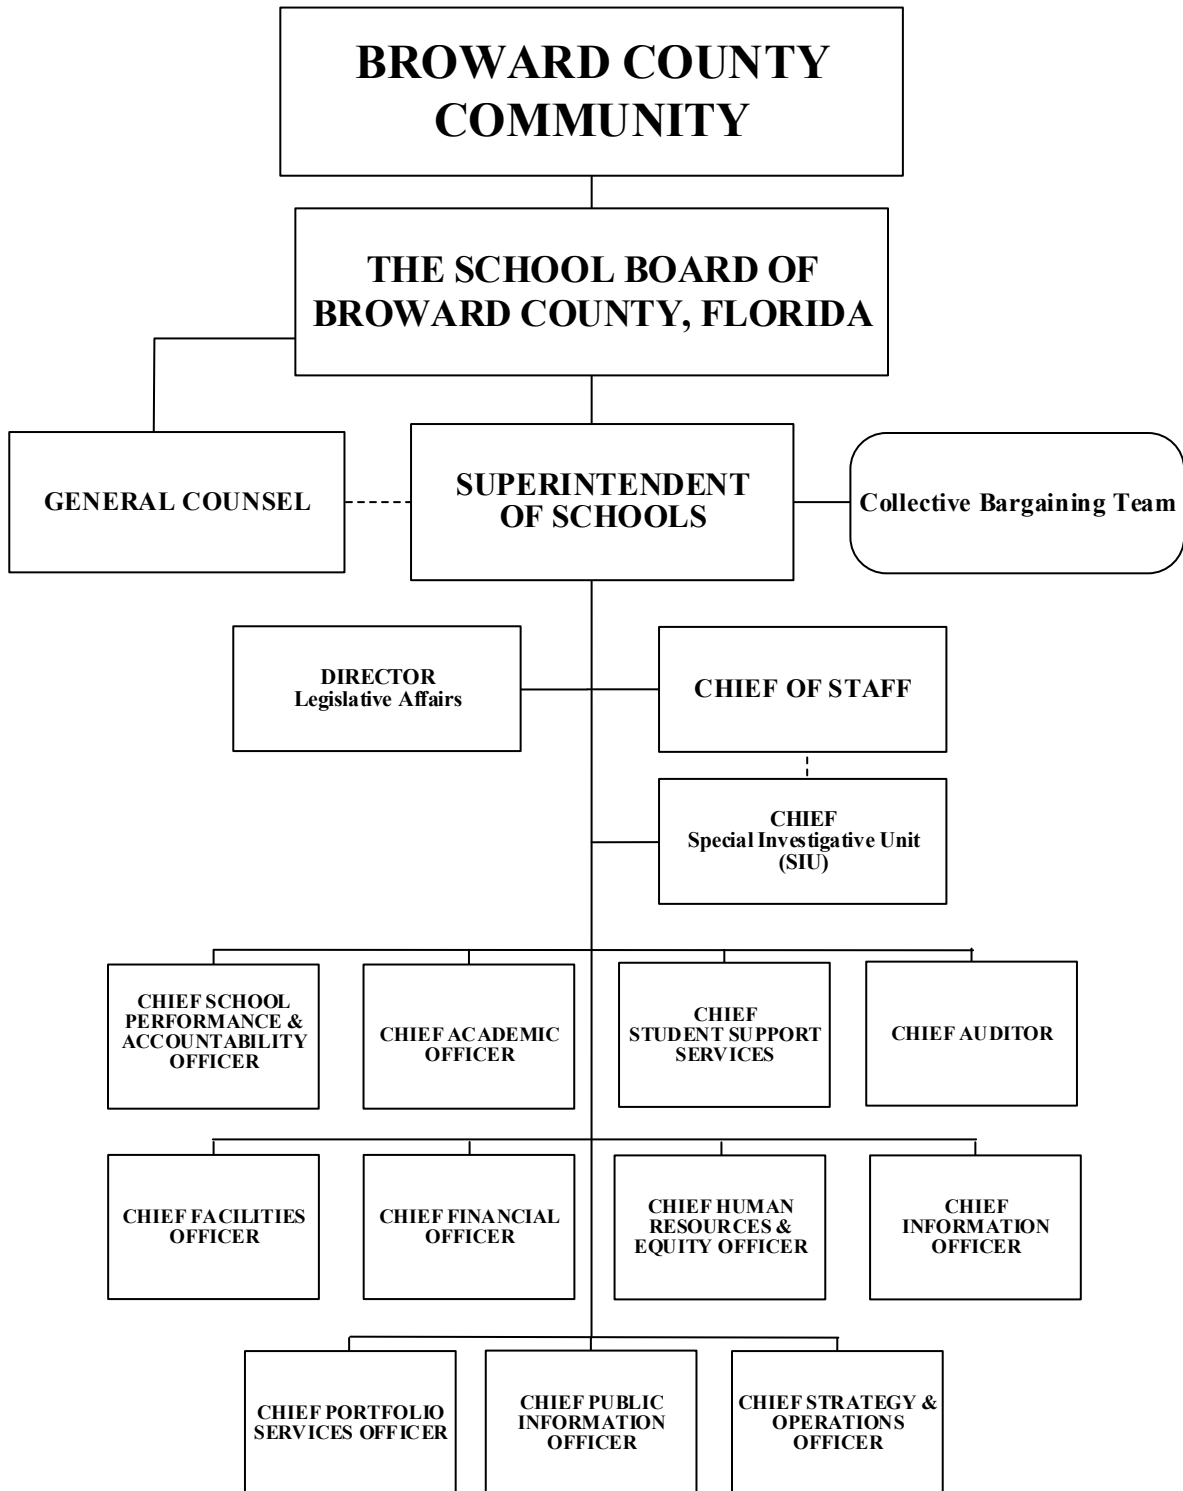 BROWARD COUNTY
COMMUNITY
THE SCHOOL BOARD OF
BROWARD COUNTY, FLORIDA
GENERAL COUNSEL
SUPERINTENDENT
OF SCHOOLS
Collective Bargaining Team
DIRECTOR
Legislative Affairs
CHIEF OF STAFF
CHIEF
Special Investigative Unit
(SIU)
CHIEF SCHOOL
PERFORMANCE &
ACCOUNTABILITY
OFFICER
CHIEF ACADEMIC
OFFICER
CHIEF
STUDENT SUPPORT
SERVICES
CHIEF AUDITOR
CHIEF FACILITIES
OFFICER
CHIEF FINANCIAL
OFFICER
CHIEF HUMAN
RESOURCES &
EQUITY OFFICER
CHIEF
INFORMATION
OFFICER
CHIEF PORTFOLIO
SERVICES OFFICER
CHIEF PUBLIC
INFORMATION
OFFICER
CHIEF STRATEGY &
OPERATIONS
OFFICER